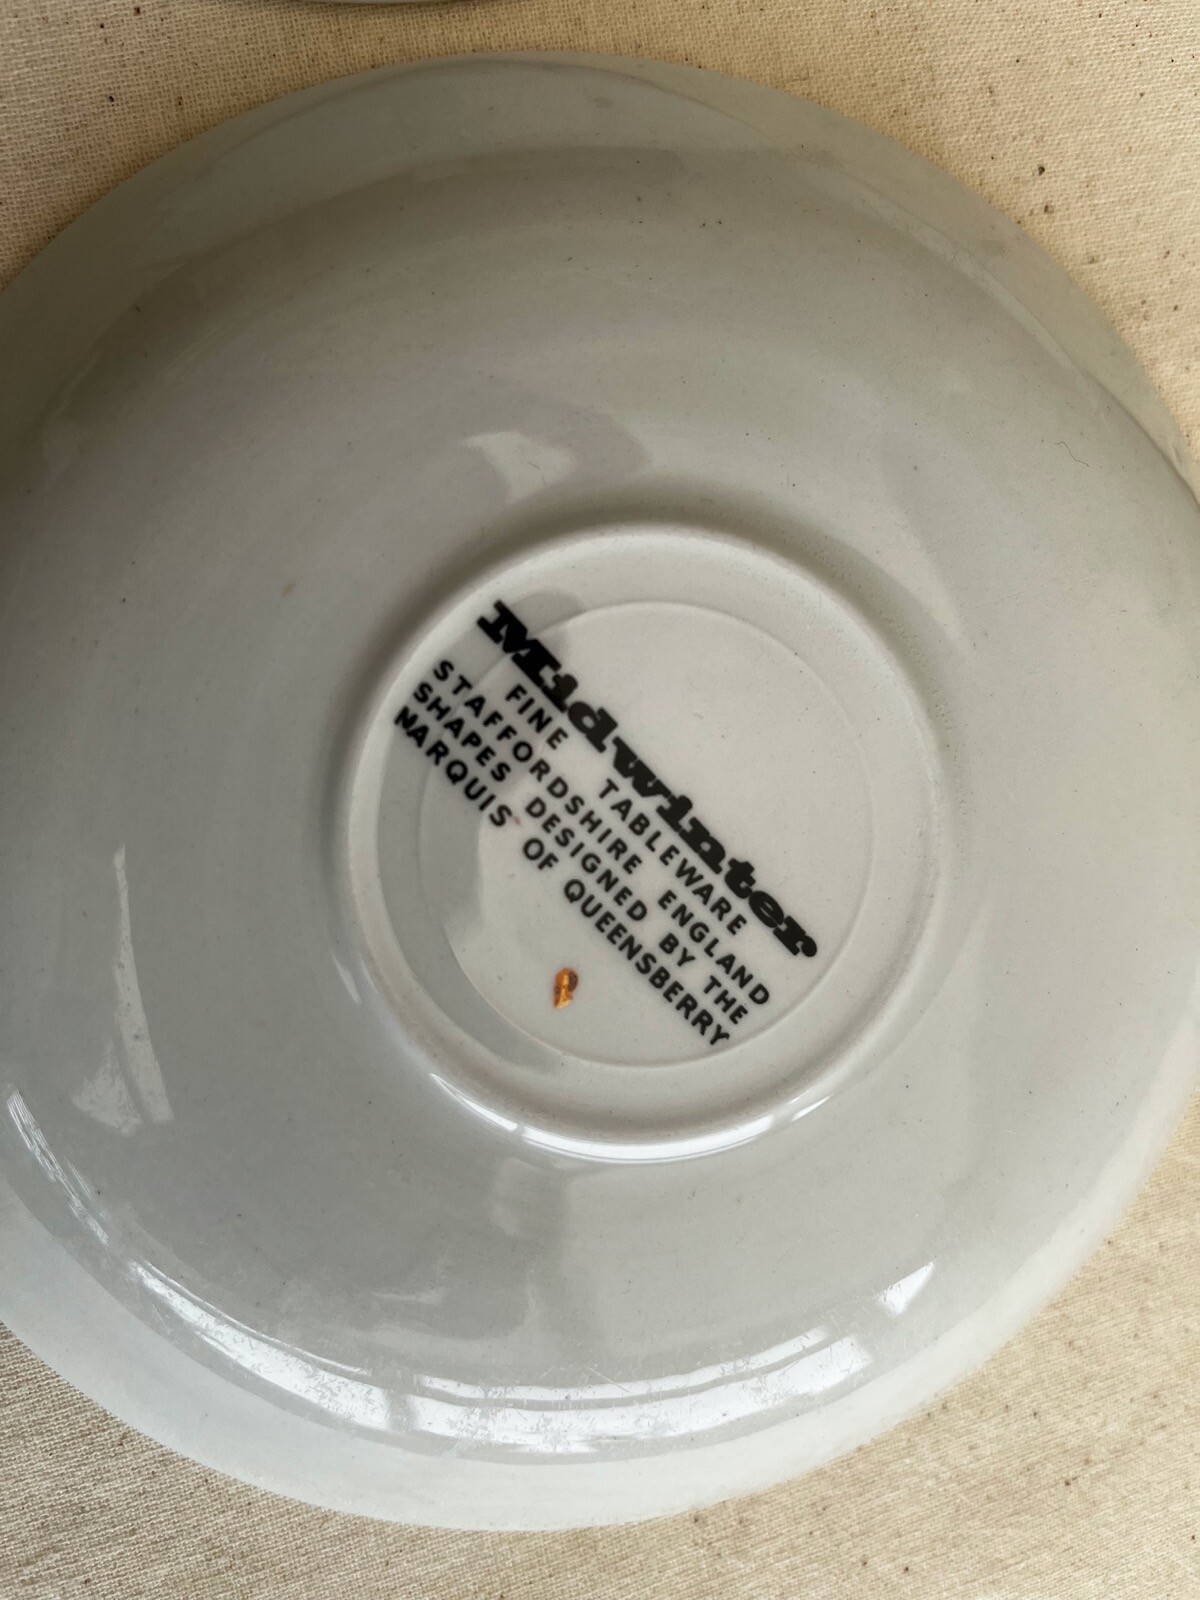 Midwinter
FINE TABLEWARE
STAFFORDSHIRE ENGLAND
SHAPES DESIGNED BY THE
MARQUIS OF QUEENSBERRY